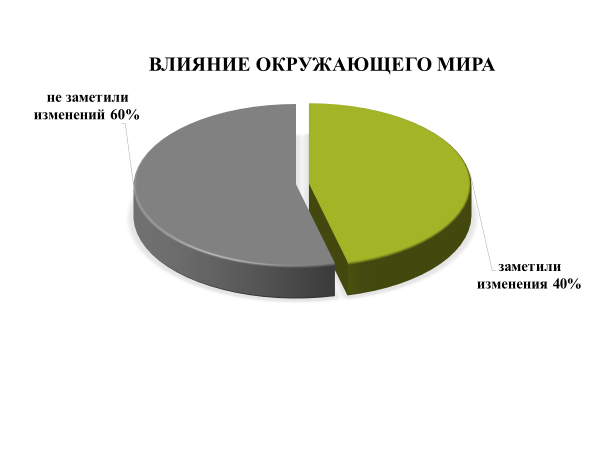 ВЛИЯНИЕ ОКРУЖАЮЩЕГО МИРА
не заметили
изменений 60%
заметили
изменения 40%